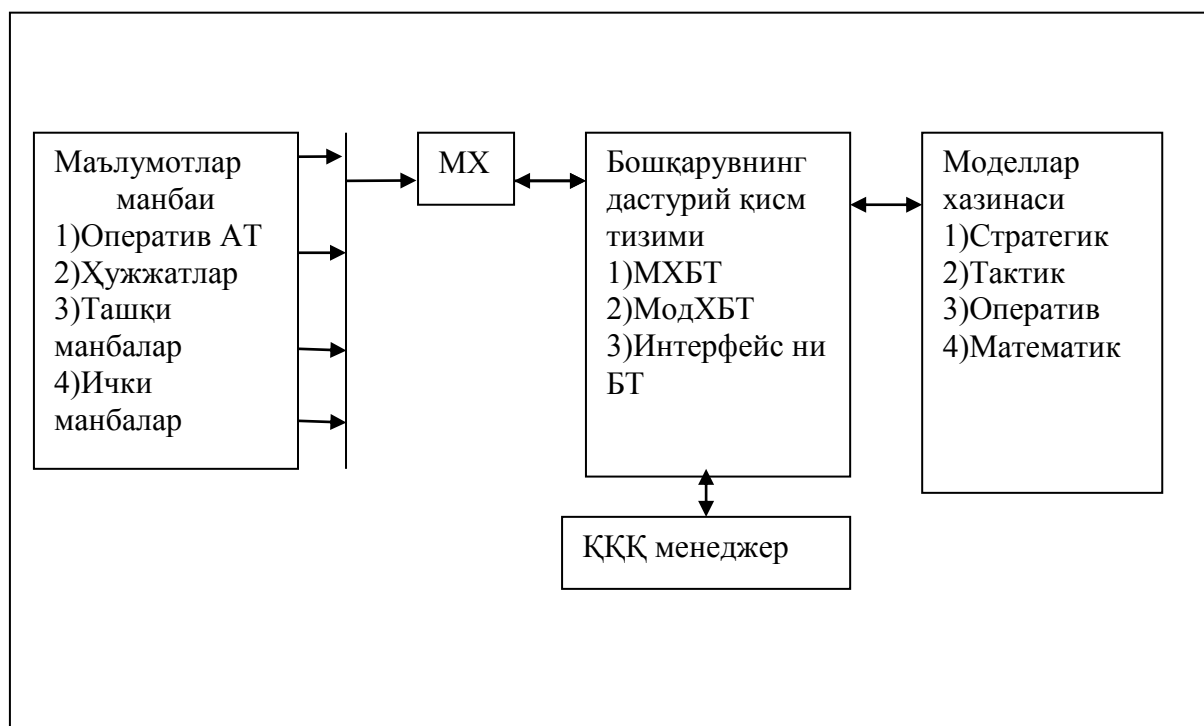 Маълумотлар
манбаи
1)Оператив АТ
2)Ҳужжатлар
3)Ташқи
манбалар
4)Ички
манбалар
МХ
Бошқарувнинг
дастурий қисм
тизими
1)МХБТ
2)МодХБТ
3)Интерфейс ни
БТ
Моделлар
хазинаси
1)Стратегик
2)Тактик
3)Оператив
4)Математик
ҚҚҚ менеджер